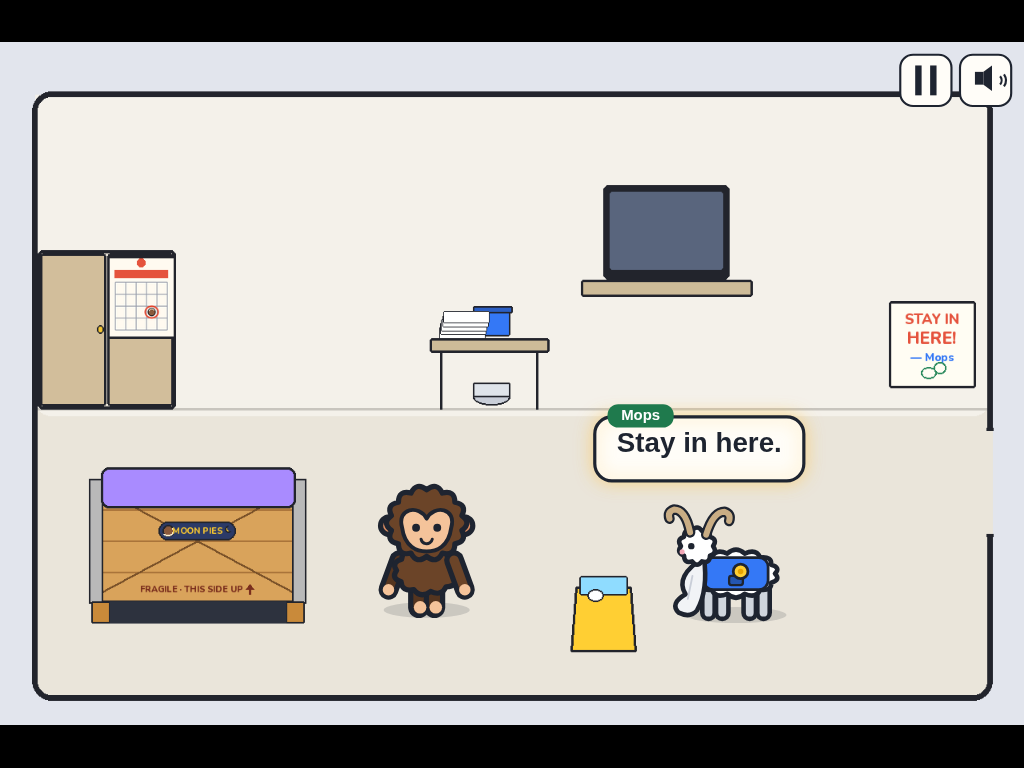 STAY IN
HERE!
— Mops
Mops
Stay in here.
MOON PIES
FRAGILE · THIS SIDE UP